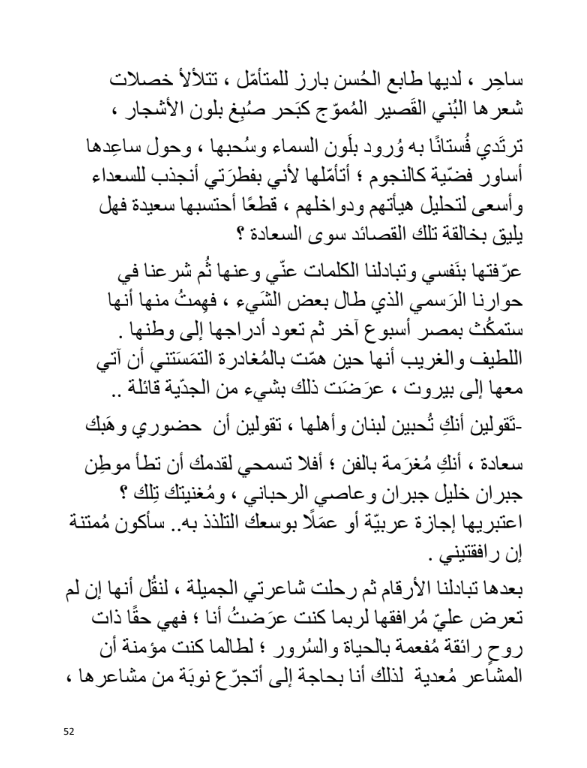 ساحِر ، لديها طابع الحُسن بارز للمتأمّل ، تتلألأ خصلات
شعرها البُني القَصير المُموّج كبَحر صُبِغ بلون الأشجار ،
ترتَدي فُستانًا به وُرود بلَون السماء وسُحبها ، وحول ساعِدها
أساور فضّية كالنجوم ؛ أتأمّلها لأني بفطرَتي أنجذب للسعداء
وأسعى لتحليل هيأتهم ودواخلهم ، قطعًا أحتسبها سعيدة فهل
يليق بخالقة تلك القصائد سوى السعادة ؟
عرّفتها بنَفسي وتبادلنا الكلمات عنّي وعنها ثُم شرعنا في
حوارنا الرَسمي الذي طال بعض الشَيء ، فهِمتُ منها أنها
ستمكُث بمصر أسبوع آخر ثم تعود أدراجها إلى وطنها .
اللطيف والغريب أنها حين همّت بالمُغادرة التمَسَتني أن آتي
معها إلى بيروت ، عرَضَت ذلك بشيء من الجدّية قائلة ..
-تَقولين أنكِ تُحبين لبنان وأهلها ، تقولين أن حضوري وهَبك
سعادة ، أنكِ مُغرَمة بالفن ؛ أفلا تسمحي لقدمك أن تطأ موطِن
جبران خليل جبران وعاصي الرحباني ، ومُغنيتك تِلك ؟
اعتبريها إجازة عربيّة أو عمَلًا بوسعك التلذذ به.. سأكون مُمتنة
إن رافقتيني .
بعدها تبادلنا الأرقام ثم رحلت شاعرتي الجميلة ، لنقُل أنها إن لم
تعرض عليّ مُرافقها لربما كنت عرَضتُ أنا ؛ فهي حقًا ذات
روحٍ رائقة مُفعمة بالحياة والسُرور ؛ لطالما كنت مؤمنة أن
المشاعر مُعدية لذلك أنا بحاجة إلى أتجرّع نوبَة من مشاعرها ،
52